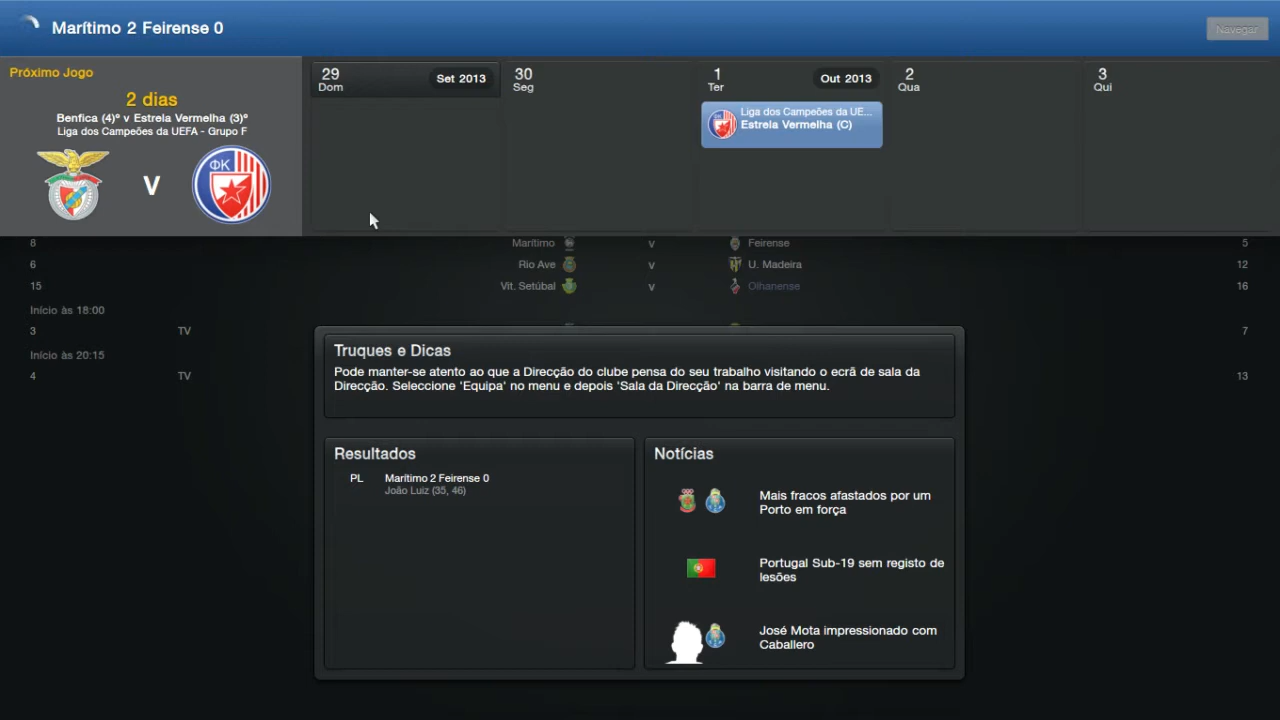 Marítimo 2 Feirense 0
Navegar
Próximo Jogo
2 dias
Benfica (4)º v Estrela Vermelha (3)º
Liga dos Campeões da UEFA - Grupo F
V
ФК
29
Dom
Set 2013
30
Seg
1
Ter
Out 2013
Liga dos Campeões da UE...
Estrela Vermelha (C)
2
Qua
3
Qui
8 Marítimo v Feirense 5
6 Rio Ave v U. Madeira 12
15 Vit. Setúbal v Olhanense 16
Início às 18:00
3 TV 7
Início às 20:15
4 TV 13
Truques e Dicas
Pode manter-se atento ao que a Direcção do clube pensa do seu trabalho visitando o ecrã de sala da
Direcção. Seleccione 'Equipa' no menu e depois 'Sala da Direcção' na barra de menu.
Resultados
PL Marítimo 2 Feirense 0
João Luiz (35, 46)
Notícias
Mais fracos afastados por um
Porto em força
Portugal Sub-19 sem registo de
lesões
José Mota impressionado com
Caballero